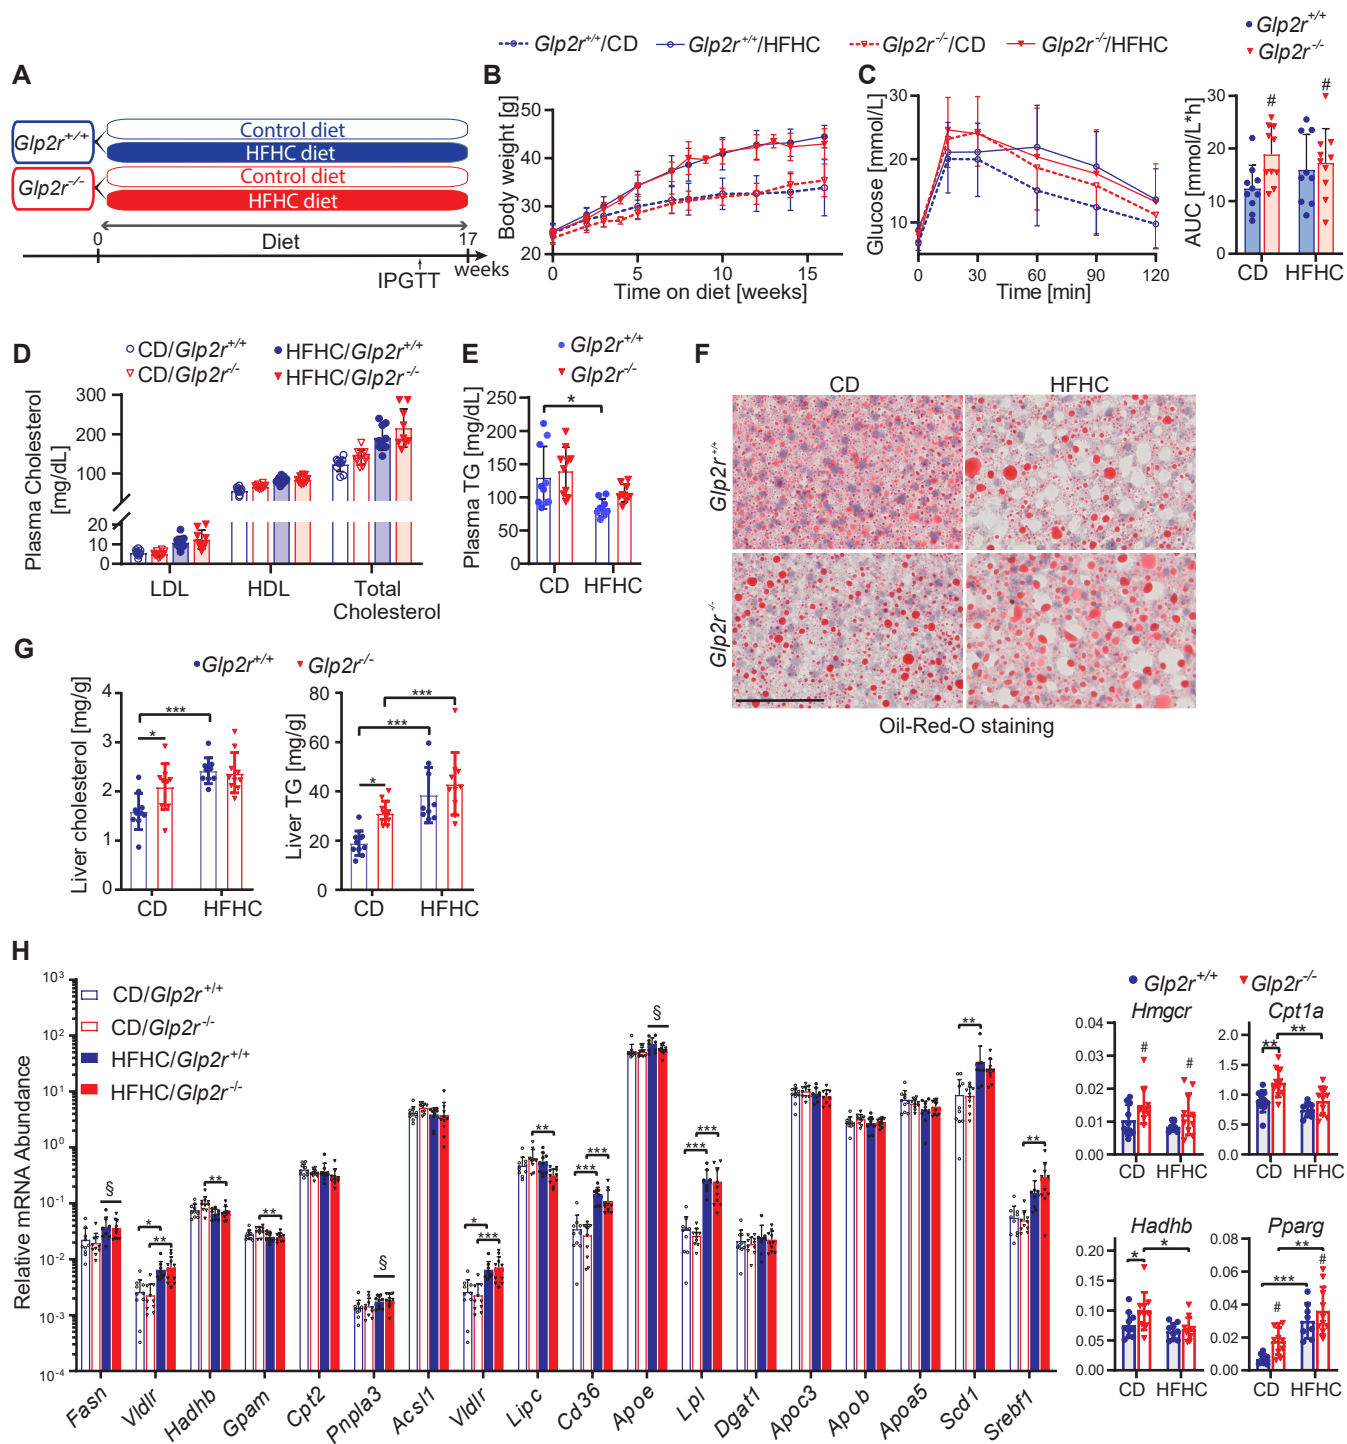 Glp2r+/+/CD Glp2r+/+/HFHC Glp2r-/-/CD Glp2r-/-/HFHC
Glp2r+/+
Glp2r-/-
A
Glp2r+/+
Glp2r-/-
Control diet
HFHC diet
Control diet
HFHC diet
0 Diet 17
IPGTT weeks
B
Body weight [g]
50
40
30
20
0 5 10 15
Time on diet [weeks]
C
Glucose [mmol/L]
30
20
10
0 30 60 90 120
Time [min]
AUC [mmol/L*h]
30
20
10
0
# #
CD HFHC
D
CD/Glp2r+/+ HFHC/Glp2r+/+
CD/Glp2r-/- HFHC/Glp2r-/-
Plasma Cholesterol
[mg/dL]
300
200
100
20
10
0
LDL HDL Total
Cholesterol
E
Glp2r+/+
Glp2r-/-
Plasma TG [mg/dL]
250
200
150
100
50
0
*
CD HFHC
F
CD HFHC
Glp2r+/+
Glp2r-/-
Oil-Red-O staining
G
Glp2r+/+ Glp2r-/-
Liver cholesterol [mg/g]
4
3
2
1
0
***
*
CD HFHC
Liver TG [mg/g]
80
60
40
20
0
***
***
*
CD HFHC
H
Relative mRNA Abundance
103
102
101
100
10-1
10-2
10-3
10-4
CD/Glp2r+/+
CD/Glp2r-/-
HFHC/Glp2r+/+
HFHC/Glp2r-/-
§ * ** ** ** § * *** ** *** *** § *** *** ** **
Fasn Vldlr Hadhb Gpam Cpt2 Pnpla3 Acsl1 Vldlr Lipc Cd36 Apoe Lpl Dgat1 Apoc3 Apob Apoa5 Scd1 Srebf1
Glp2r+/+ Glp2r-/-
Hmgcr
0.04
0.03
0.02
0.01
0.00
# #
CD HFHC
Cpt1a
2.0
1.5
1.0
0.5
0.0
** **
CD HFHC
Hadhb
0.20
0.15
0.10
0.05
0.00
* *
CD HFHC
Pparg
0.08
0.06
0.04
0.02
0.00
**
***
# #
CD HFHC